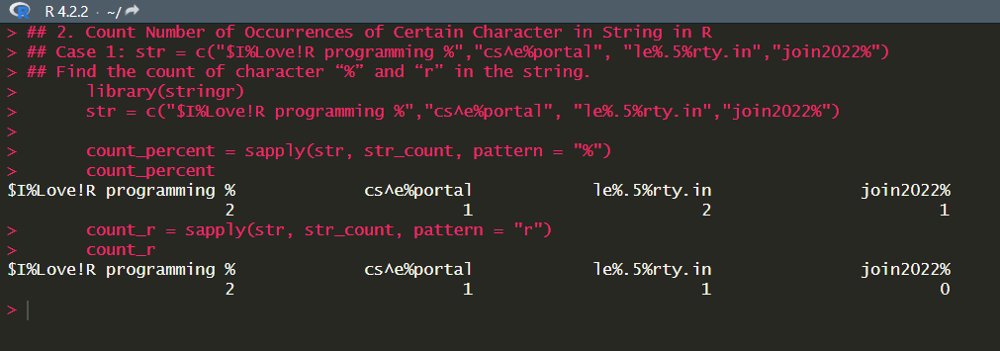 R R 4.2.2 · ~/
> ## 2. Count Number of Occurrences of Certain Character in String in R
> ## Case 1: str = c("$I%Love!R programming %","cs^e%portal", "le%.5%rty.in","join2022%")
> ## Find the count of character “%” and “r” in the string.
>       library(stringr)
>       str = c("$I%Love!R programming %","cs^e%portal", "le%.5%rty.in","join2022%")
>
>       count_percent = sapply(str, str_count, pattern = "%")
>       count_percent
$I%Love!R programming %             cs^e%portal            le%.5%rty.in               join2022%
                      2                       1                       2                       1
>       count_r = sapply(str, str_count, pattern = "r")
>       count_r
$I%Love!R programming %             cs^e%portal            le%.5%rty.in               join2022%
                      2                       1                       1                       0
>